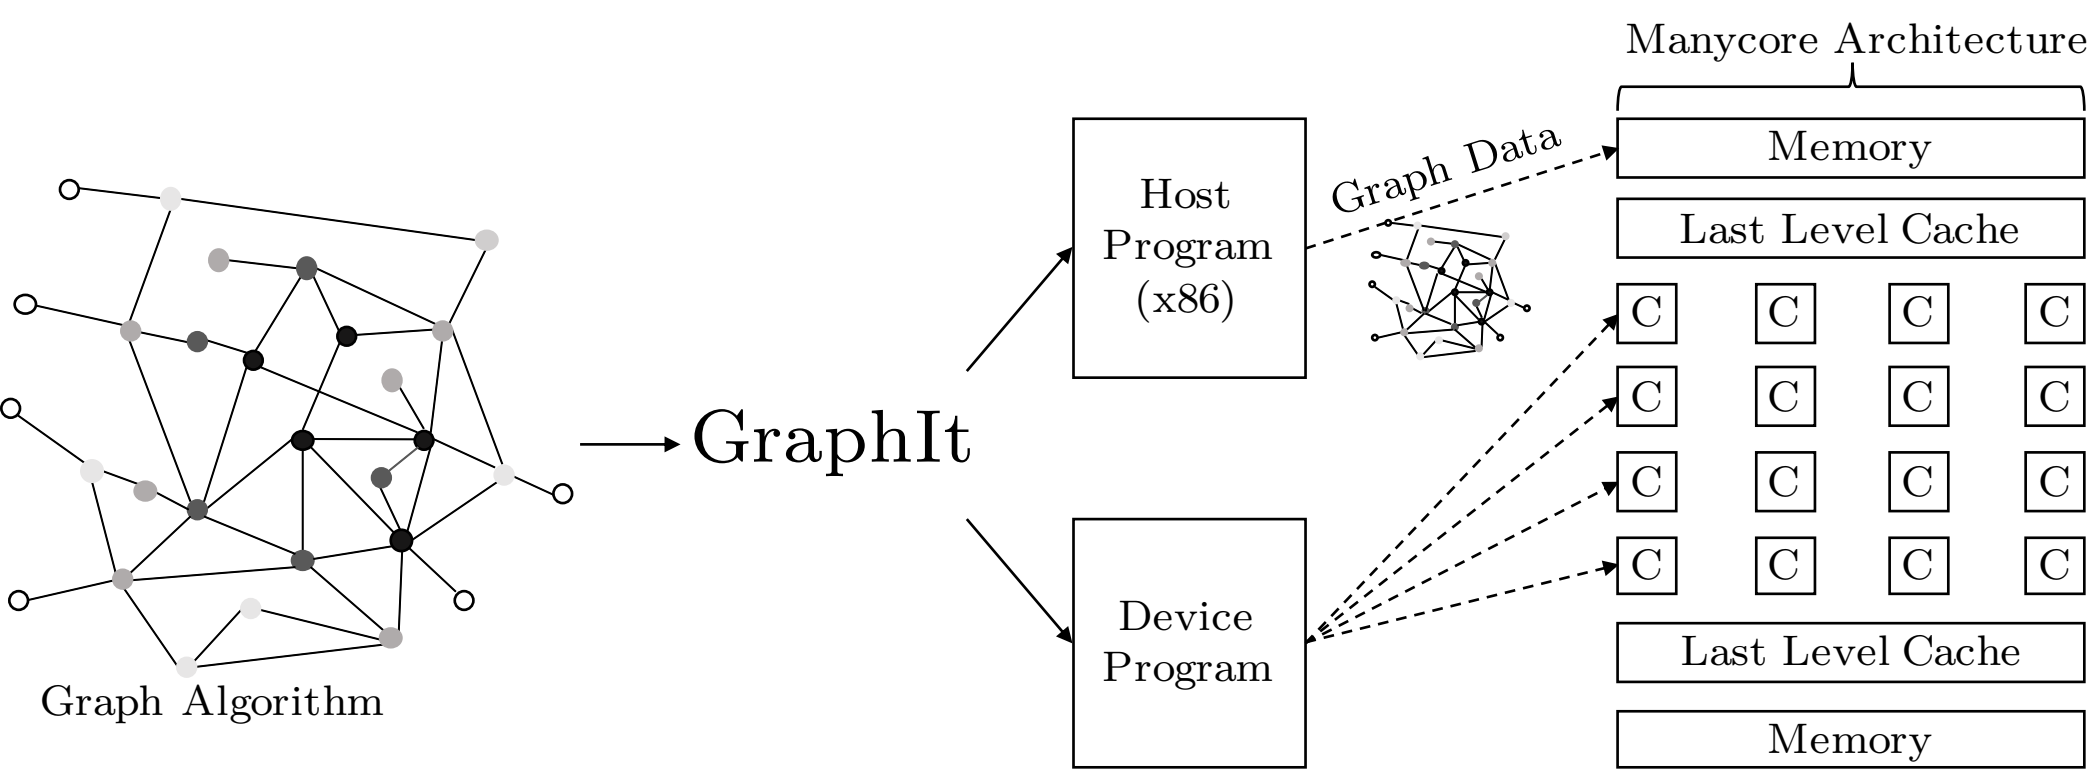 Graph Algorithm
GraphIt
Host
Program
(x86)
Device
Program
Graph Data
Manycore Architecture
Memory
Last Level Cache
C C C C
C C C C
C C C C
C C C C
Last Level Cache
Memory